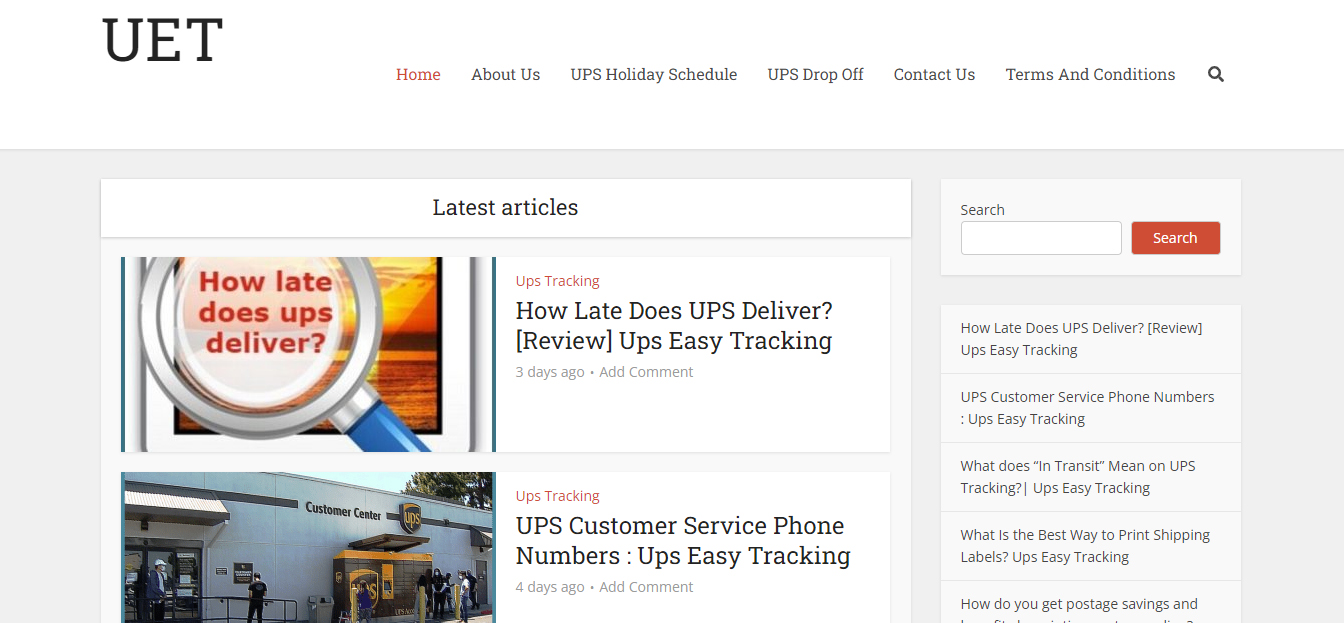 UET
Home About Us UPS Holiday Schedule UPS Drop Off Contact Us Terms And Conditions
Latest articles
How late
does ups
deliver?
Ups Tracking
How Late Does UPS Deliver?
[Review] Ups Easy Tracking
3 days ago • Add Comment
Customer Center
ups
ups
Ups Tracking
UPS Customer Service Phone
Numbers : Ups Easy Tracking
4 days ago • Add Comment
Search
Search
How Late Does UPS Deliver? [Review]
Ups Easy Tracking
UPS Customer Service Phone Numbers
: Ups Easy Tracking
What does “In Transit” Mean on UPS
Tracking?| Ups Easy Tracking
What Is the Best Way to Print Shipping
Labels? Ups Easy Tracking
How do you get postage savings and